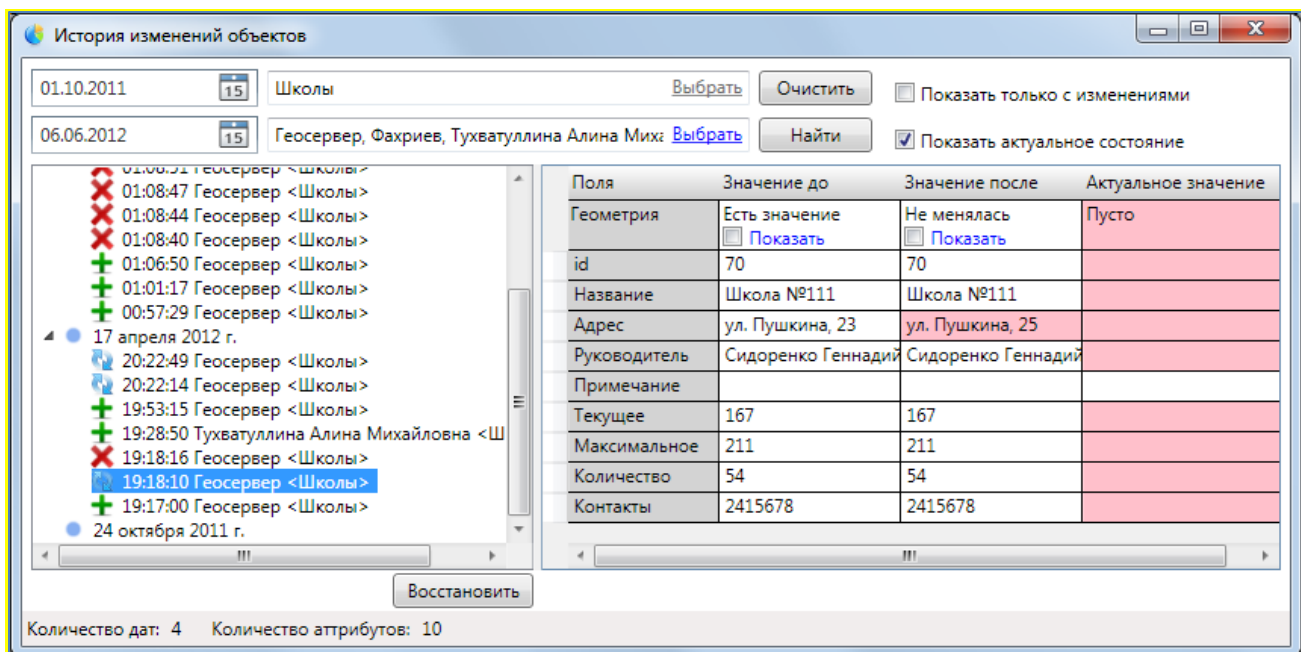 История изменений объектов
01.10.2011 15 Школы Выбрать Очистить Показать только с изменениями
06.06.2012 15 Геосервер, Фахриев, Тухватуллина Алина Миха Выбрать Найти Показать актуальное состояние
01:08:51 Геосервер <Школы>
01:08:47 Геосервер <Школы>
01:08:44 Геосервер <Школы>
01:08:40 Геосервер <Школы>
01:06:50 Геосервер <Школы>
01:01:17 Геосервер <Школы>
00:57:29 Геосервер <Школы>
17 апреля 2012 г.
20:22:49 Геосервер <Школы>
20:22:14 Геосервер <Школы>
19:53:15 Геосервер <Школы>
19:28:50 Тухватуллина Алина Михайловна <Ш
19:18:16 Геосервер <Школы>
19:18:10 Геосервер <Школы>
19:17:00 Геосервер <Школы>
24 октября 2011 г.
Поля Значение до Значение после Актуальное значение
Геометрия Есть значение Не менялась Пусто
Показать Показать
id 70 70
Название Школа №111 Школа №111
Адрес ул. Пушкина, 23 ул. Пушкина, 25
Руководитель Сидоренко Геннадий Сидоренко Геннадий
Примечание
Текущее 167 167
Максимальное 211 211
Количество 54 54
Контакты 2415678 2415678
Восстановить
Количество дат: 4 Количество аттрибутов: 10